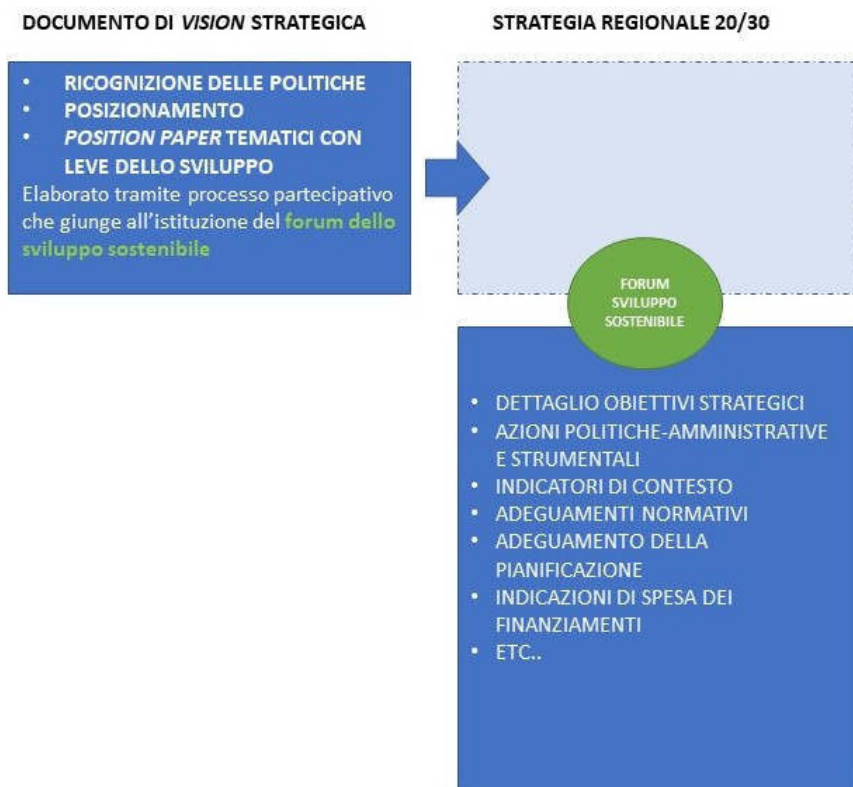 DOCUMENTO DI VISION STRATEGICA
• RICOGNIZIONE DELLE POLITICHE
• POSIZIONAMENTO
• POSITION PAPER TEMATICI CON
LEVE DELLO SVILUPPO
Elaborato tramite processo partecipativo
che giunge all’istituzione del forum dello
sviluppo sostenibile
STRATEGIA REGIONALE 20/30
FORUM
SVILUPPO
SOSTENIBILE
• DETTAGLIO OBIETTIVI STRATEGICI
• AZIONI POLITICHE-AMMINISTRATIVE
E STRUMENTALI
• INDICATORI DI CONTESTO
• ADEGUAMENTI NORMATIVI
• ADEGUAMENTO DELLA
PIANIFICAZIONE
• INDICAZIONI DI SPESA DEI
FINANZIAMENTI
• ETC..